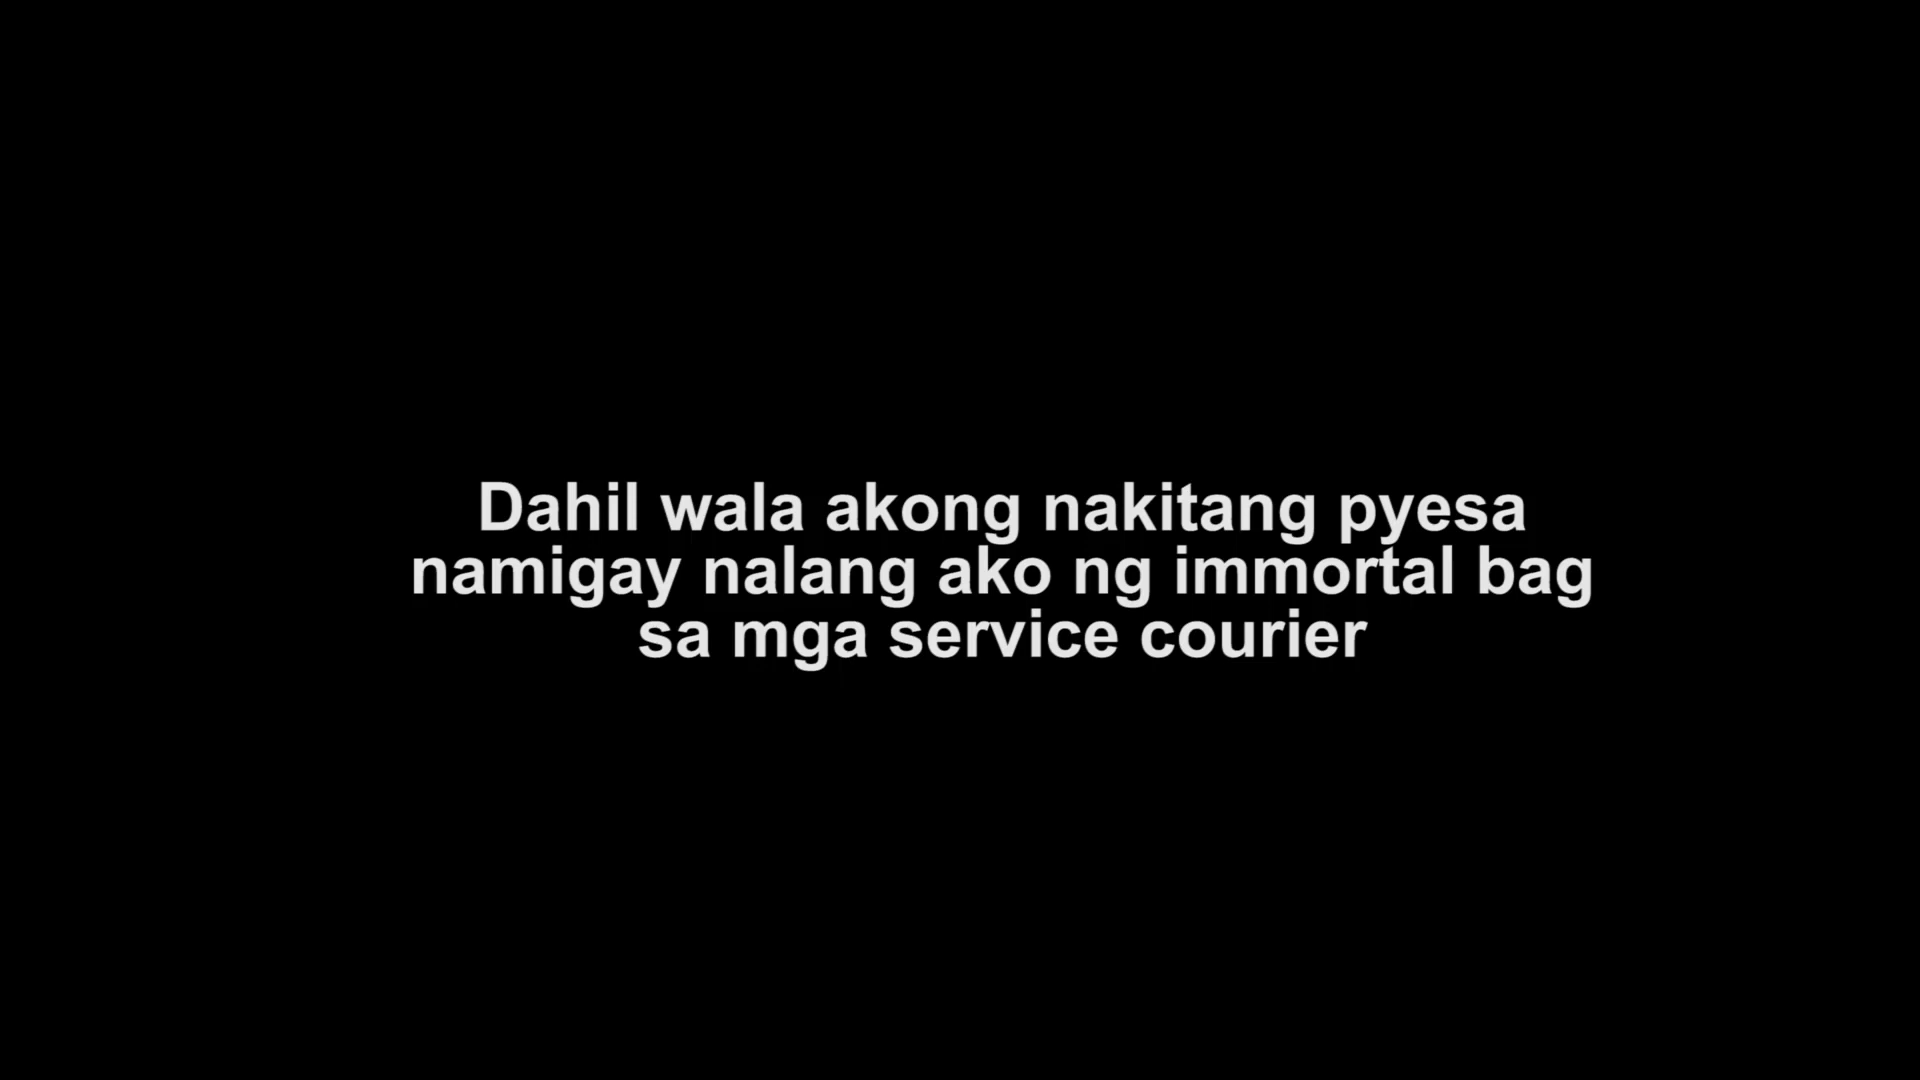 Dahil wala akong nakitang pyesa
namigay nalang ako ng immortal bag
sa mga service courier